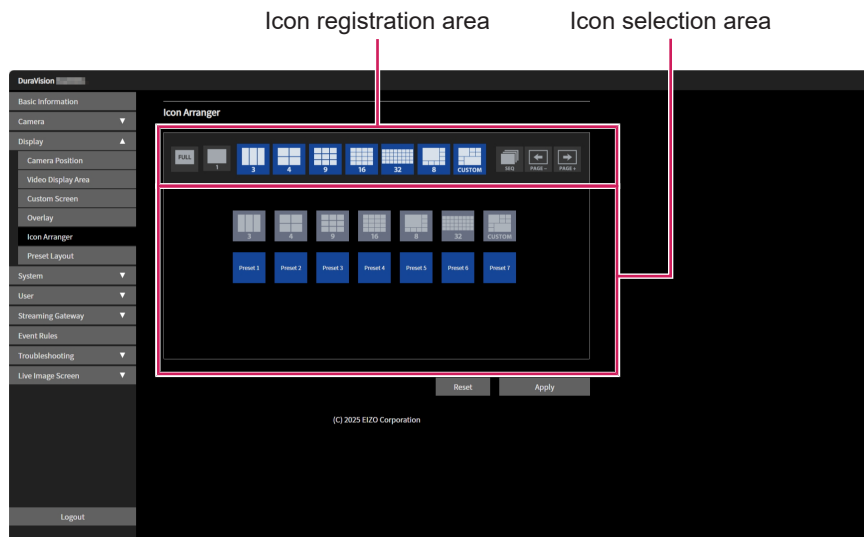 Icon registration area Icon selection area
DuraVision
Basic Information
Camera
Display
Camera Position
Video Display Area
Custom Screen
Overlay
Icon Arranger
Preset Layout
System
User
Streaming Gateway
Event Rules
Troubleshooting
Live Image Screen
Logout
Icon Arranger
FULL 1 3 4 9 16 32 8 CUSTOM SEQ PAGE - PAGE +
3 4 9 16 8 32 CUSTOM
Preset 1 Preset 2 Preset 3 Preset 4 Preset 5 Preset 6 Preset 7
Reset Apply
(C) 2025 EIZO Corporation